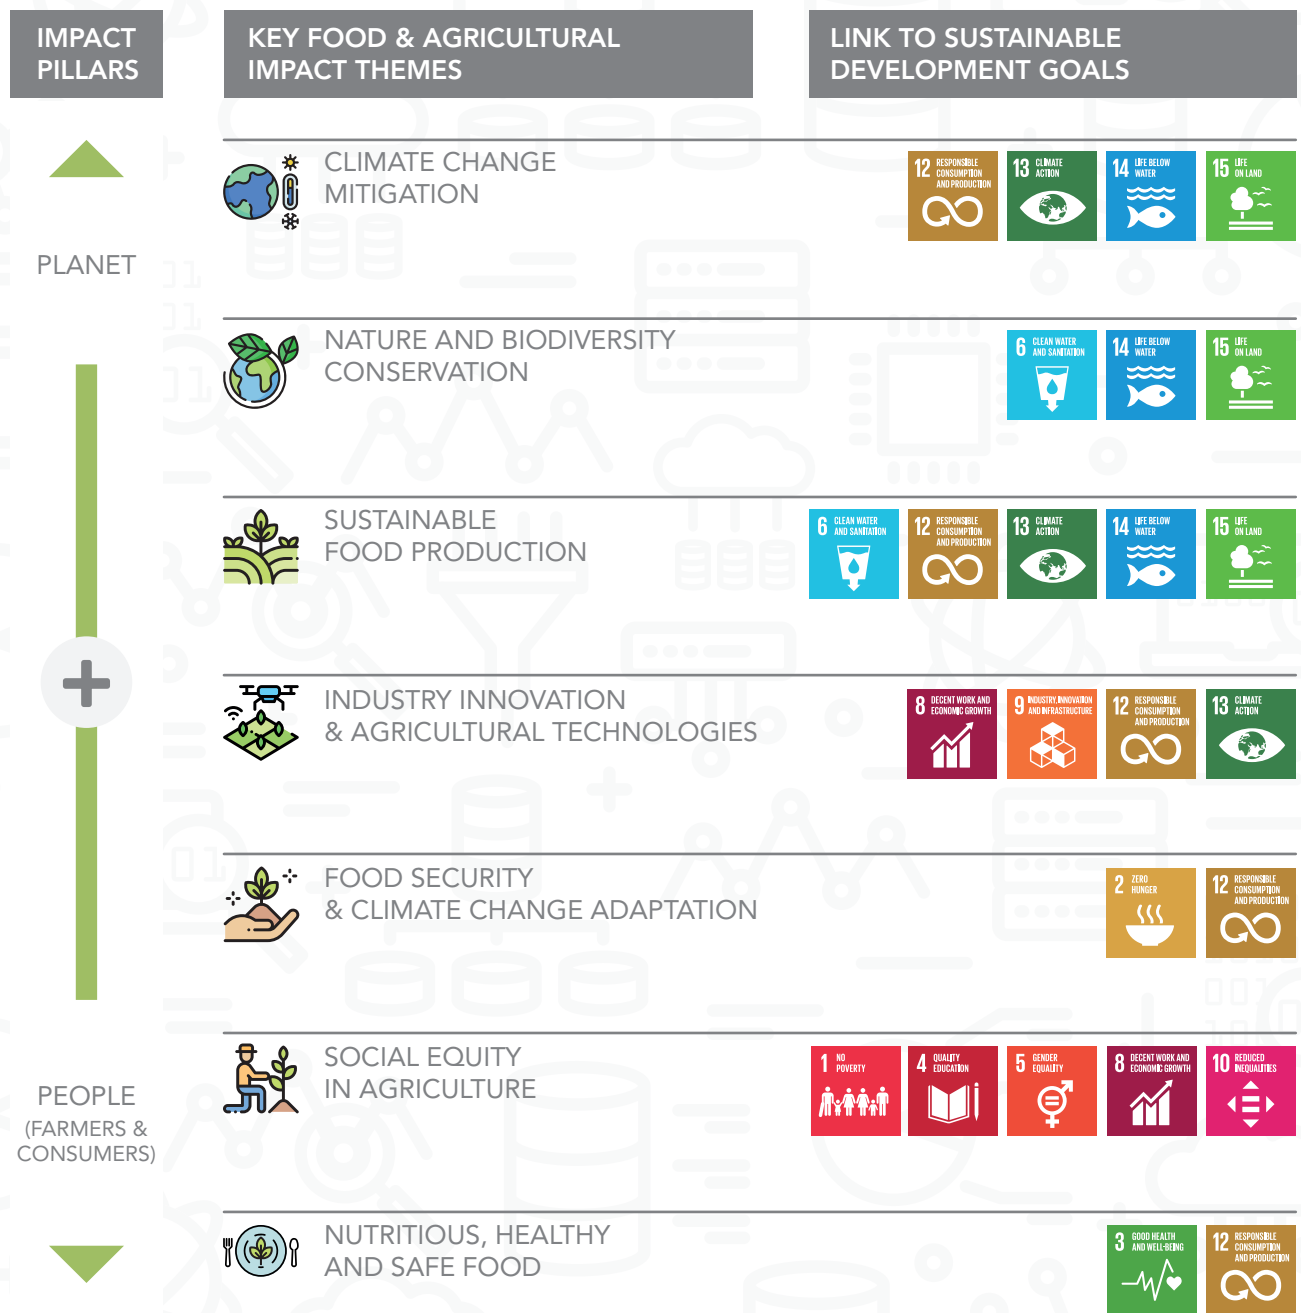 IMPACT
PILLARS
KEY FOOD & AGRICULTURAL
IMPACT THEMES
LINK TO SUSTAINABLE
DEVELOPMENT GOALS
PLANET
PEOPLE
(FARMERS &
CONSUMERS)
CLIMATE CHANGE
MITIGATION
12 RESPONSIBLE
CONSUMPTION
AND PRODUCTION
13 CLIMATE
ACTION
14 LIFE BELOW
WATER
15 LIFE
ON LAND
NATURE AND BIODIVERSITY
CONSERVATION
6 CLEAN WATER
AND SANITATION
14 LIFE BELOW
WATER
15 LIFE
ON LAND
SUSTAINABLE
FOOD PRODUCTION
6 CLEAN WATER
AND SANITATION
12 RESPONSIBLE
CONSUMPTION
AND PRODUCTION
13 CLIMATE
ACTION
14 LIFE BELOW
WATER
15 LIFE
ON LAND
INDUSTRY INNOVATION
& AGRICULTURAL TECHNOLOGIES
8 DECENT WORK AND
ECONOMIC GROWTH
9 INDUSTRY, INNOVATION
AND INFRASTRUCTURE
12 RESPONSIBLE
CONSUMPTION
AND PRODUCTION
13 CLIMATE
ACTION
FOOD SECURITY
& CLIMATE CHANGE ADAPTATION
2 ZERO
HUNGER
12 RESPONSIBLE
CONSUMPTION
AND PRODUCTION
SOCIAL EQUITY
IN AGRICULTURE
1 NO
POVERTY
4 QUALITY
EDUCATION
5 GENDER
EQUALITY
8 DECENT WORK AND
ECONOMIC GROWTH
10 REDUCED
INEQUALITIES
NUTRITIOUS, HEALTHY
AND SAFE FOOD
3 GOOD HEALTH
AND WELL-BEING
12 RESPONSIBLE
CONSUMPTION
AND PRODUCTION